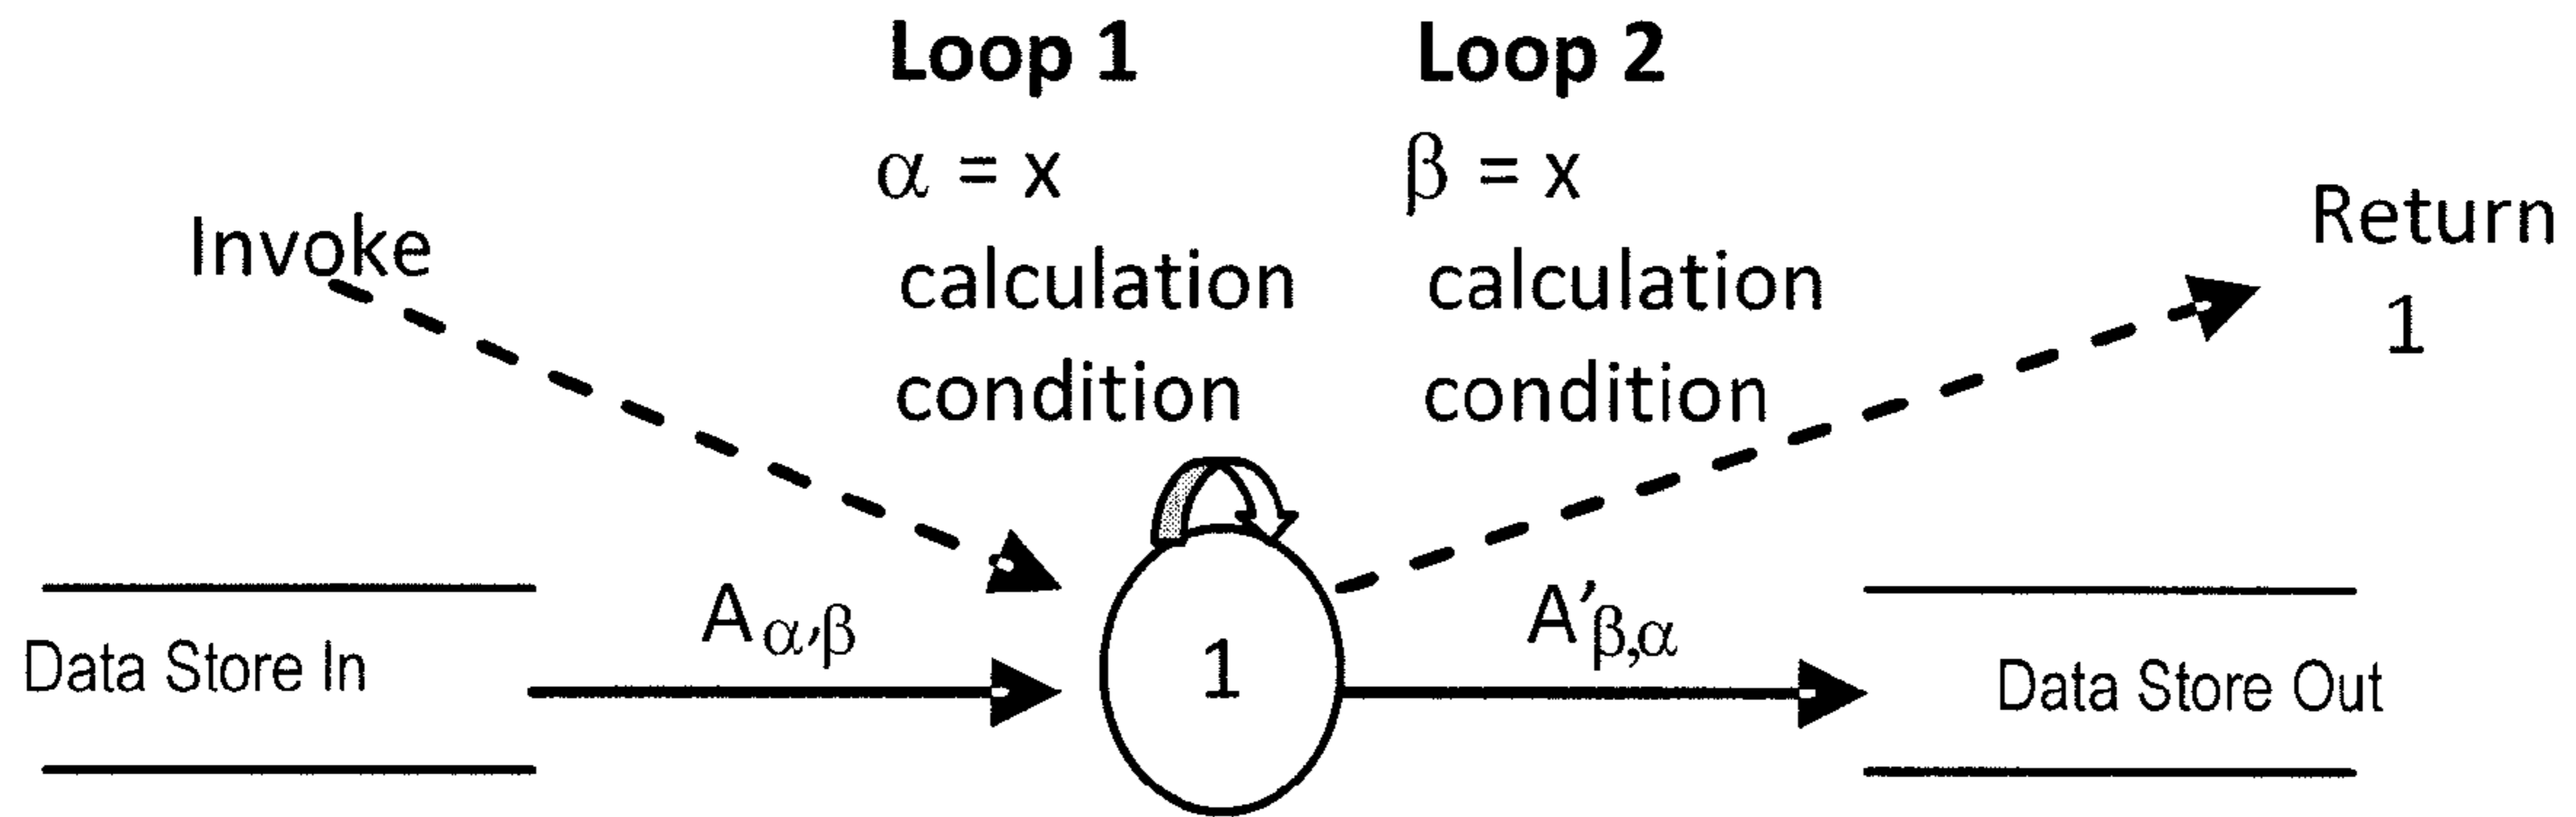 Loop 1
α = x
calculation
condition
Loop 2
β = x
calculation
condition
Invoke
Return
1
Data Store In
Aα,β
1
A’β,α
Data Store Out